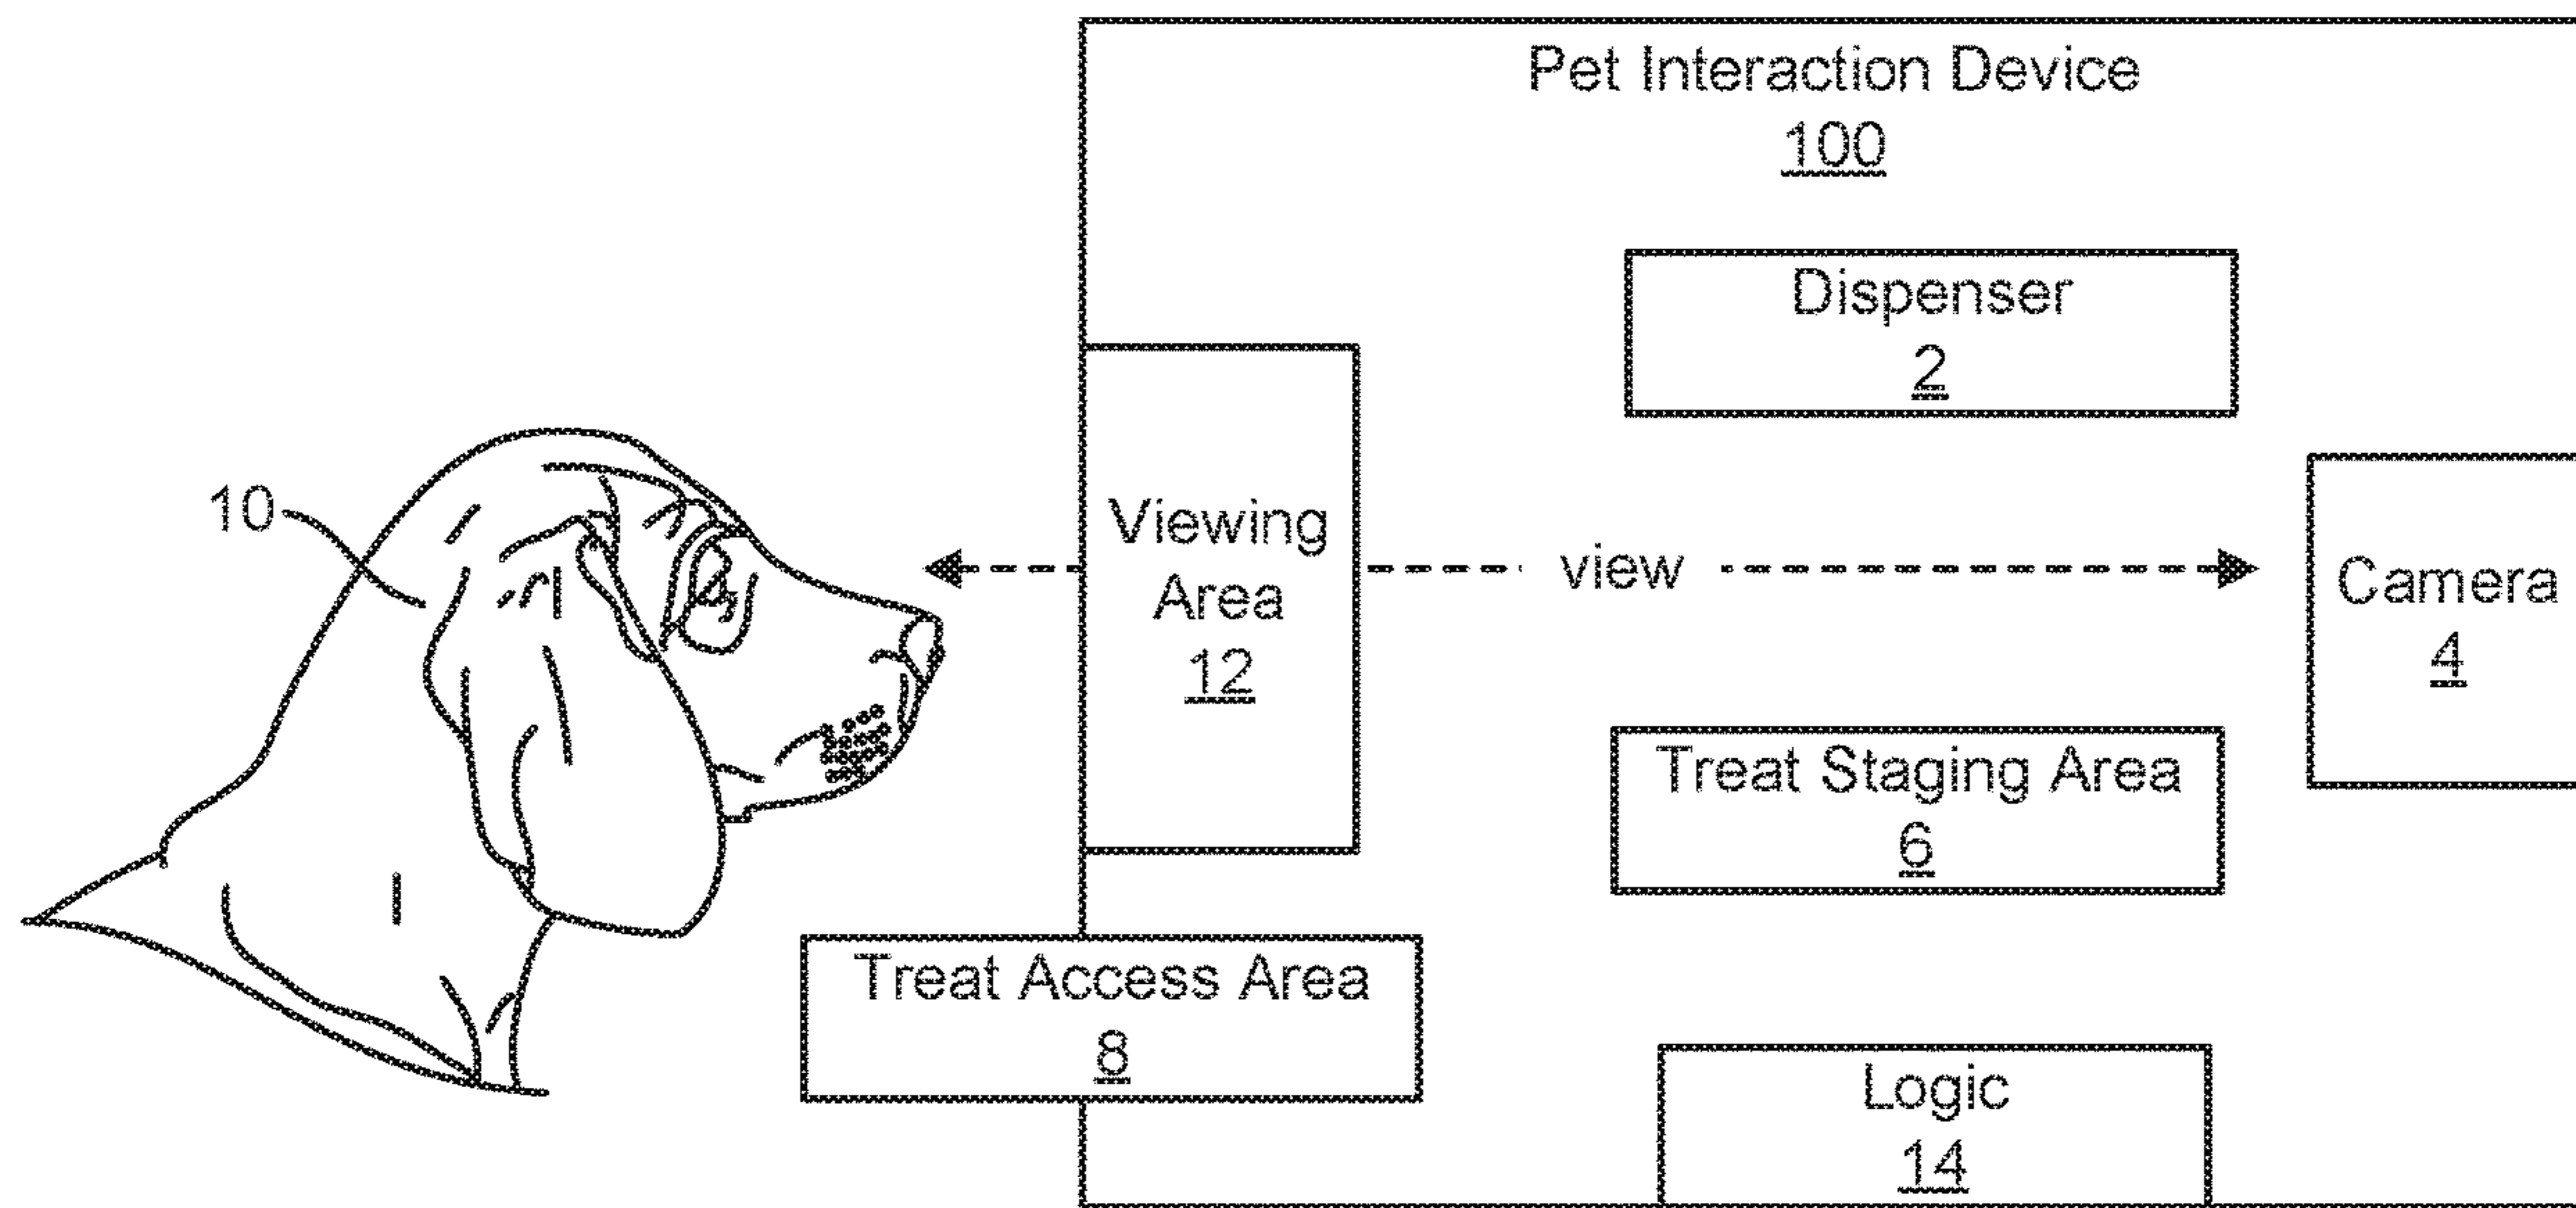 Pet Interaction Device
100
Dispenser
2
10
Viewing
Area
12
view
Camera
4
Treat Staging Area
6
Treat Access Area
8
Logic
14